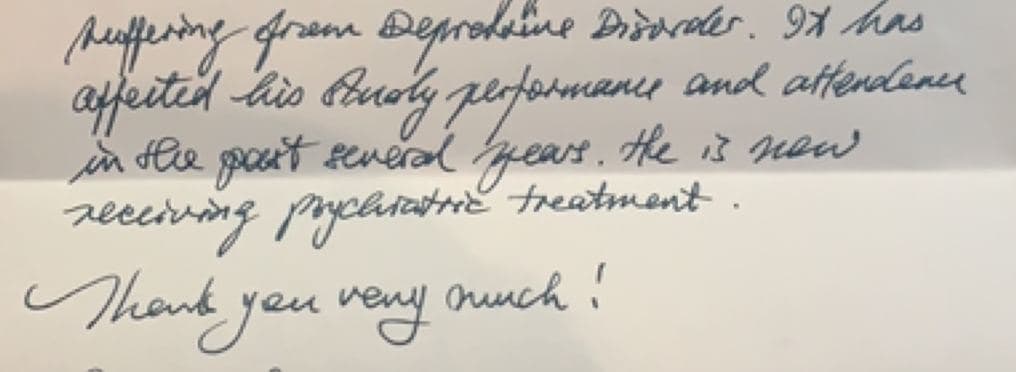 suffering from Depressive Disorder. It has
affected his study performance and attendance
in the past several years. He is now
receiving psychiatric treatment.
Thank you very much!